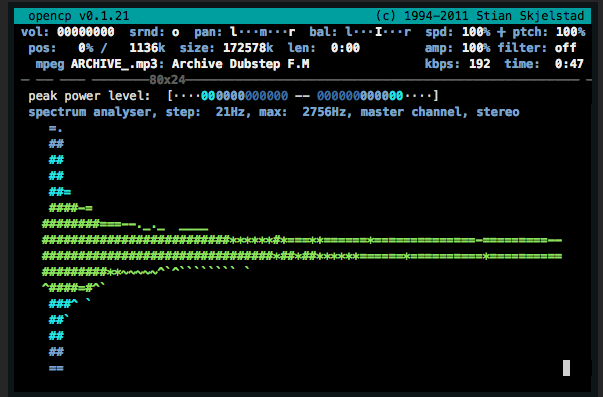 opencp v0.1.21 (c) 1994-2011 Stian Skjelstad
vol: 00000000 srnd: o pan: l···m···r bal: l···I···r spd: 100% ┼ ptch: 100%
pos: 0% / 1136k size: 172578k len: 0:00 amp: 100% filter: off
mpeg ARCHIVE_.mp3: Archive Dubstep F.M kbps: 192 time: 0:47
80x24
peak power level: [····000000000000 -- 000000000000····]
spectrum analyser, step: 21Hz, max: 2756Hz, master channel, stereo